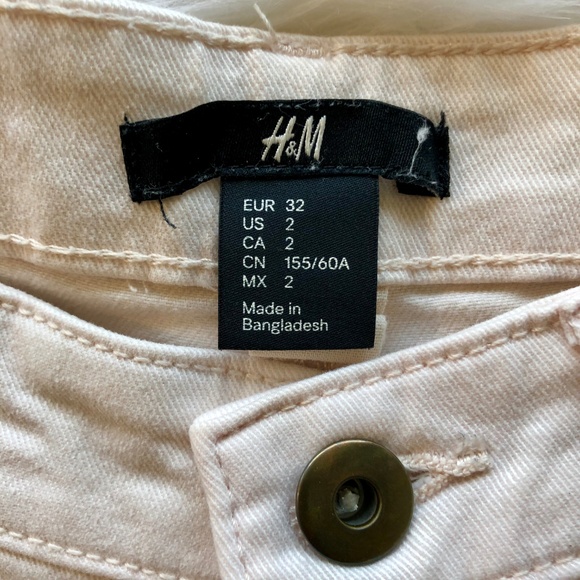 H&M
EUR 32
US 2
CA 2
CN 155/60A
MX 2
Made in
Bangladesh